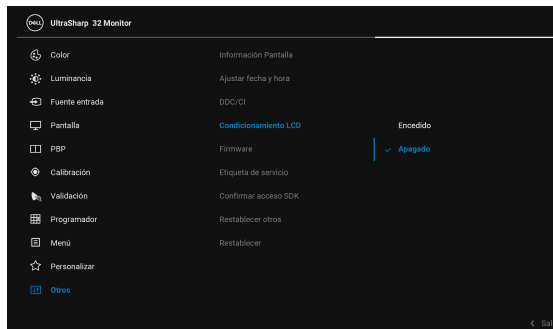 DELL UltraSharp 32 Monitor
Color
Información Pantalla
Luminancia
Ajustar fecha y hora
Fuente entrada
DDC/CI
Pantalla
Condicionamiento LCD
Encedido
PBP
Firmware
Apagado
Calibración
Etiqueta de servicio
Validación
Confirmar acceso SDK
Programador
Restablecer otros
Menú
Restablecer
Personalizar
Otros